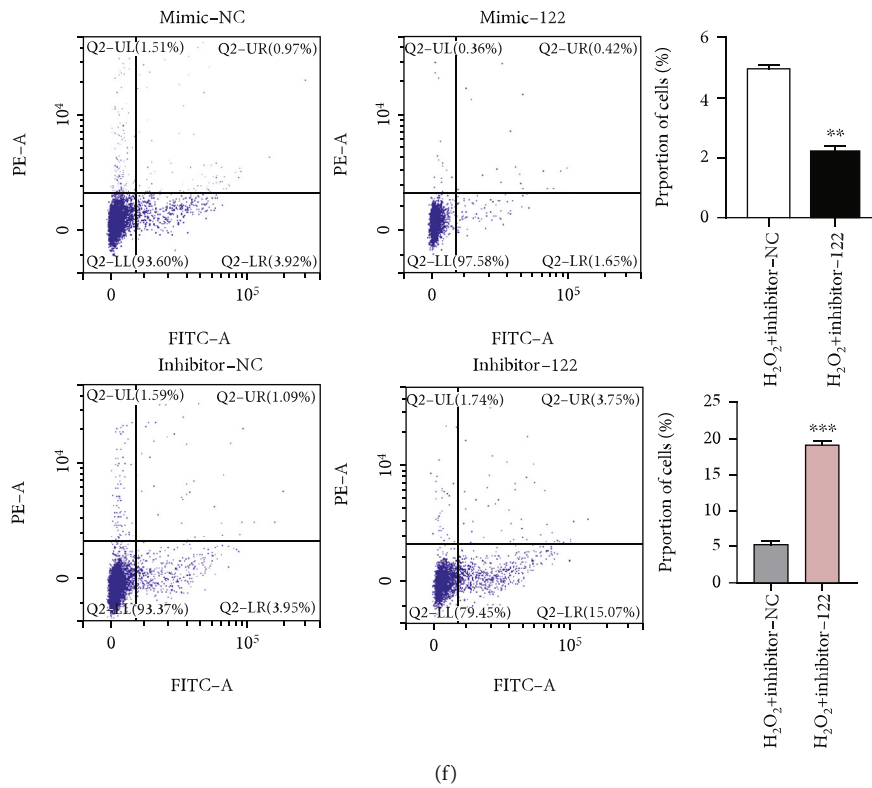 Mimic–NC
Q2–UL(1.51%) Q2–UR(0.97%)
PE–A
10⁴
0
Q2–LL(93.60%) Q2–LR(3.92%)
0 10⁵
FITC–A
Mimic–122
Q2–UL(0.36%) Q2–UR(0.42%)
PE–A
10⁴
0
Q2–LL(97.58%) Q2–LR(1.65%)
0 10⁵
FITC–A
Prportion of cells (%)
6
4
2
0
**
H₂O₂+inhibitor–NC
H₂O₂+inhibitor–122
Inhibitor–NC
Q2–UL(1.59%) Q2–UR(1.09%)
PE–A
10⁴
0
Q2–LL(93.37%) Q2–LR(3.95%)
0 10⁵
FITC–A
Inhibitor–122
Q2–UL(1.74%) Q2–UR(3.75%)
PE–A
10⁴
0
Q2–LL(79.45%) Q2–LR(15.07%)
0 10⁵
FITC–A
Prportion of cells (%)
25
20
15
10
5
0
***
H₂O₂+inhibitor–NC
H₂O₂+inhibitor–122
(f)